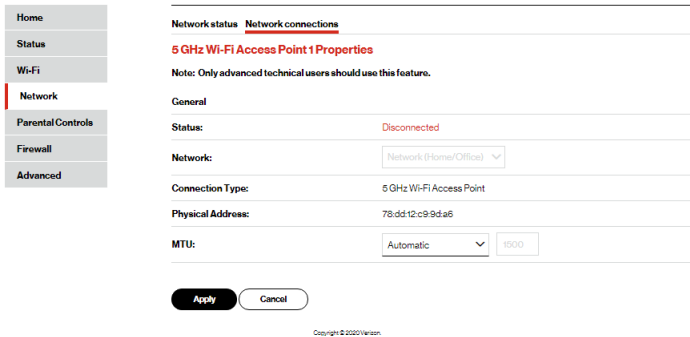 Home
Status
Wi-Fi
Network
Parental Controls
Firewall
Advanced
Network status Network connections
5 GHz Wi-Fi Access Point 1 Properties
Note: Only advanced technical users should use this feature.
General
Status: Disconnected
Network: Network (Home/Office)
Connection Type: 5 GHz Wi-Fi Access Point
Physical Address: 78:dd:12:c9:9d:a6
MTU: Automatic 1500
Apply Cancel
Copyright © 2020 Verizon.